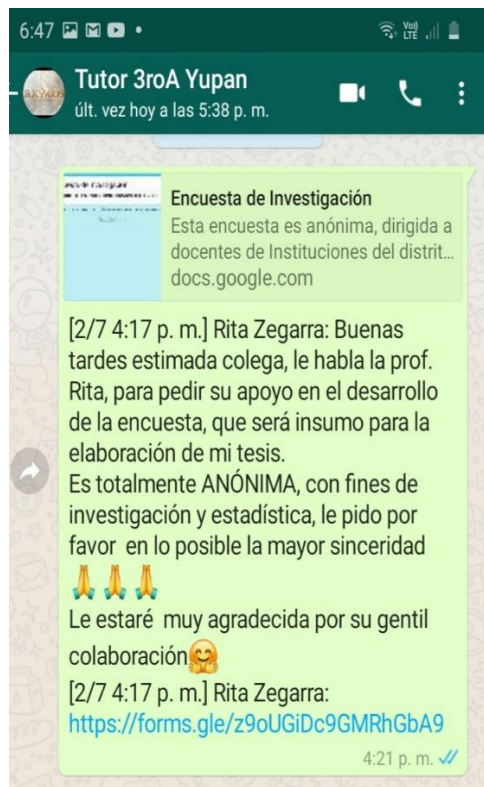 6:47
Vo))
LTE
Tutor 3roA Yupan
últ. vez hoy a las 5:38 p. m.
Encuesta de Investigación
Esta encuesta es anónima, dirigida a
docentes de Instituciones del distrit...
docs.google.com
[2/7 4:17 p. m.] Rita Zegarra: Buenas
tardes estimada colega, le habla la prof.
Rita, para pedir su apoyo en el desarrollo
de la encuesta, que será insumo para la
elaboración de mi tesis.
Es totalmente ANÓNIMA, con fines de
investigación y estadística, le pido por
favor en lo posible la mayor sinceridad
🙏🙏🙏
Le estaré muy agradecida por su gentil
colaboración🤗
[2/7 4:17 p. m.] Rita Zegarra:
https://forms.gle/z9oUGiDc9GMRhGbA9
4:21 p. m.